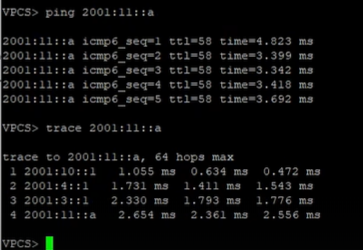 VPCS> ping 2001:11::a
2001:11::a icmp6_seq=1 ttl=58 time=4.823 ms
2001:11::a icmp6_seq=2 ttl=58 time=3.399 ms
2001:11::a icmp6_seq=3 ttl=58 time=3.342 ms
2001:11::a icmp6_seq=4 ttl=58 time=3.418 ms
2001:11::a icmp6_seq=5 ttl=58 time=3.692 ms
VPCS> trace 2001:11::a
trace to 2001:11::a, 64 hops max
1 2001:10::1 1.055 ms 0.634 ms 0.472 ms
2 2001:4::1 1.731 ms 1.411 ms 1.543 ms
3 2001:3::1 2.330 ms 1.793 ms 1.776 ms
4 2001:11::a 2.654 ms 2.361 ms 2.556 ms
VPCS>